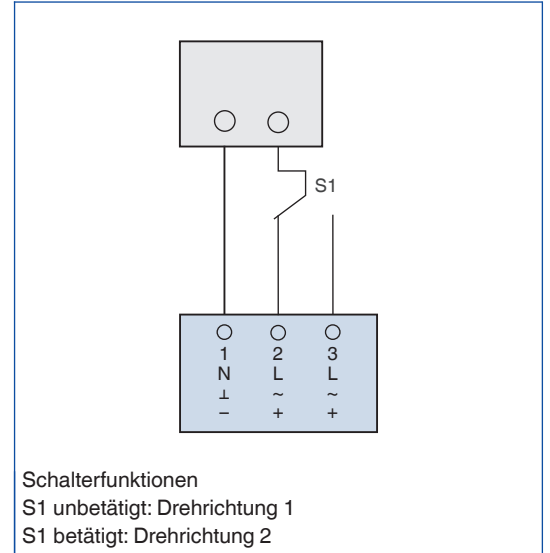 S1
1 2 3
N L L
⊥ ~ ~
− + +
Schalterfunktionen
S1 unbetätigt: Drehrichtung 1
S1 betätigt: Drehrichtung 2